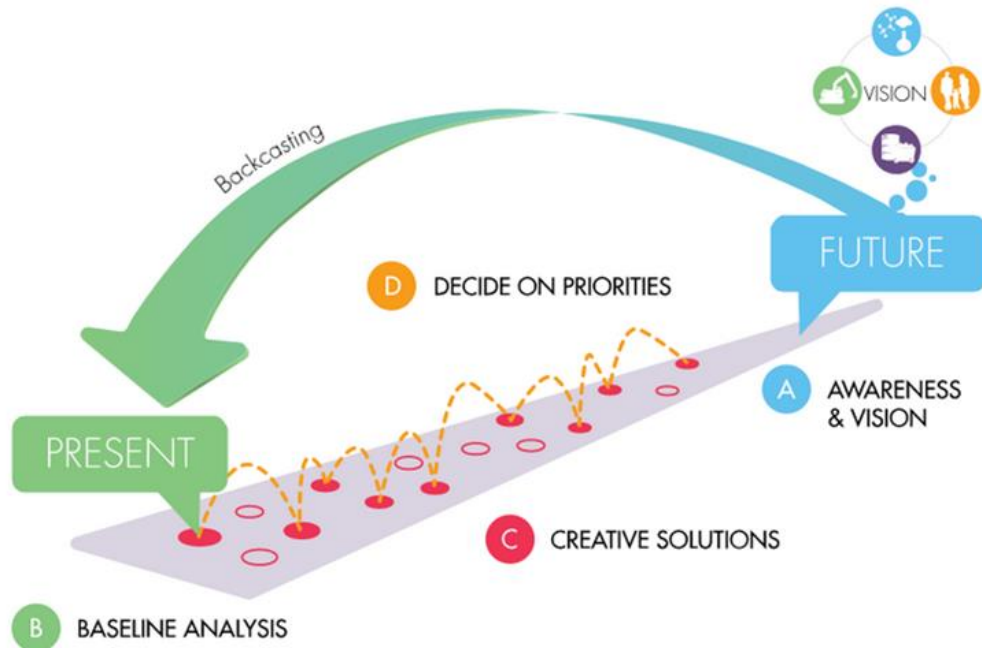 VISION
Backcasting
FUTURE
D DECIDE ON PRIORITIES
A AWARENESS
& VISION
PRESENT
C CREATIVE SOLUTIONS
B BASELINE ANALYSIS